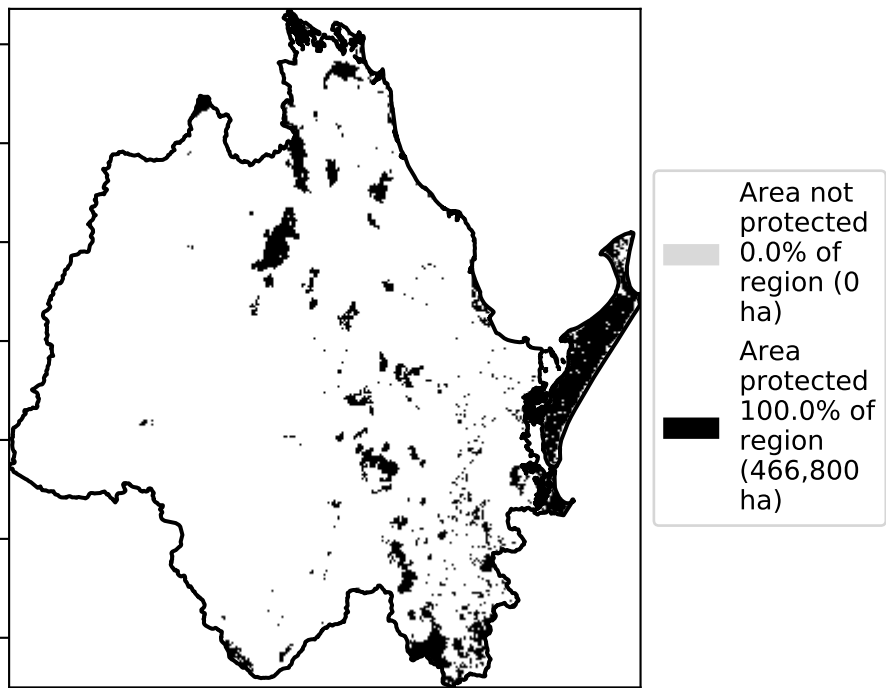 Area not
protected
0.0% of
region (0
ha)
Area
protected
100.0% of
region
(466,800
ha)